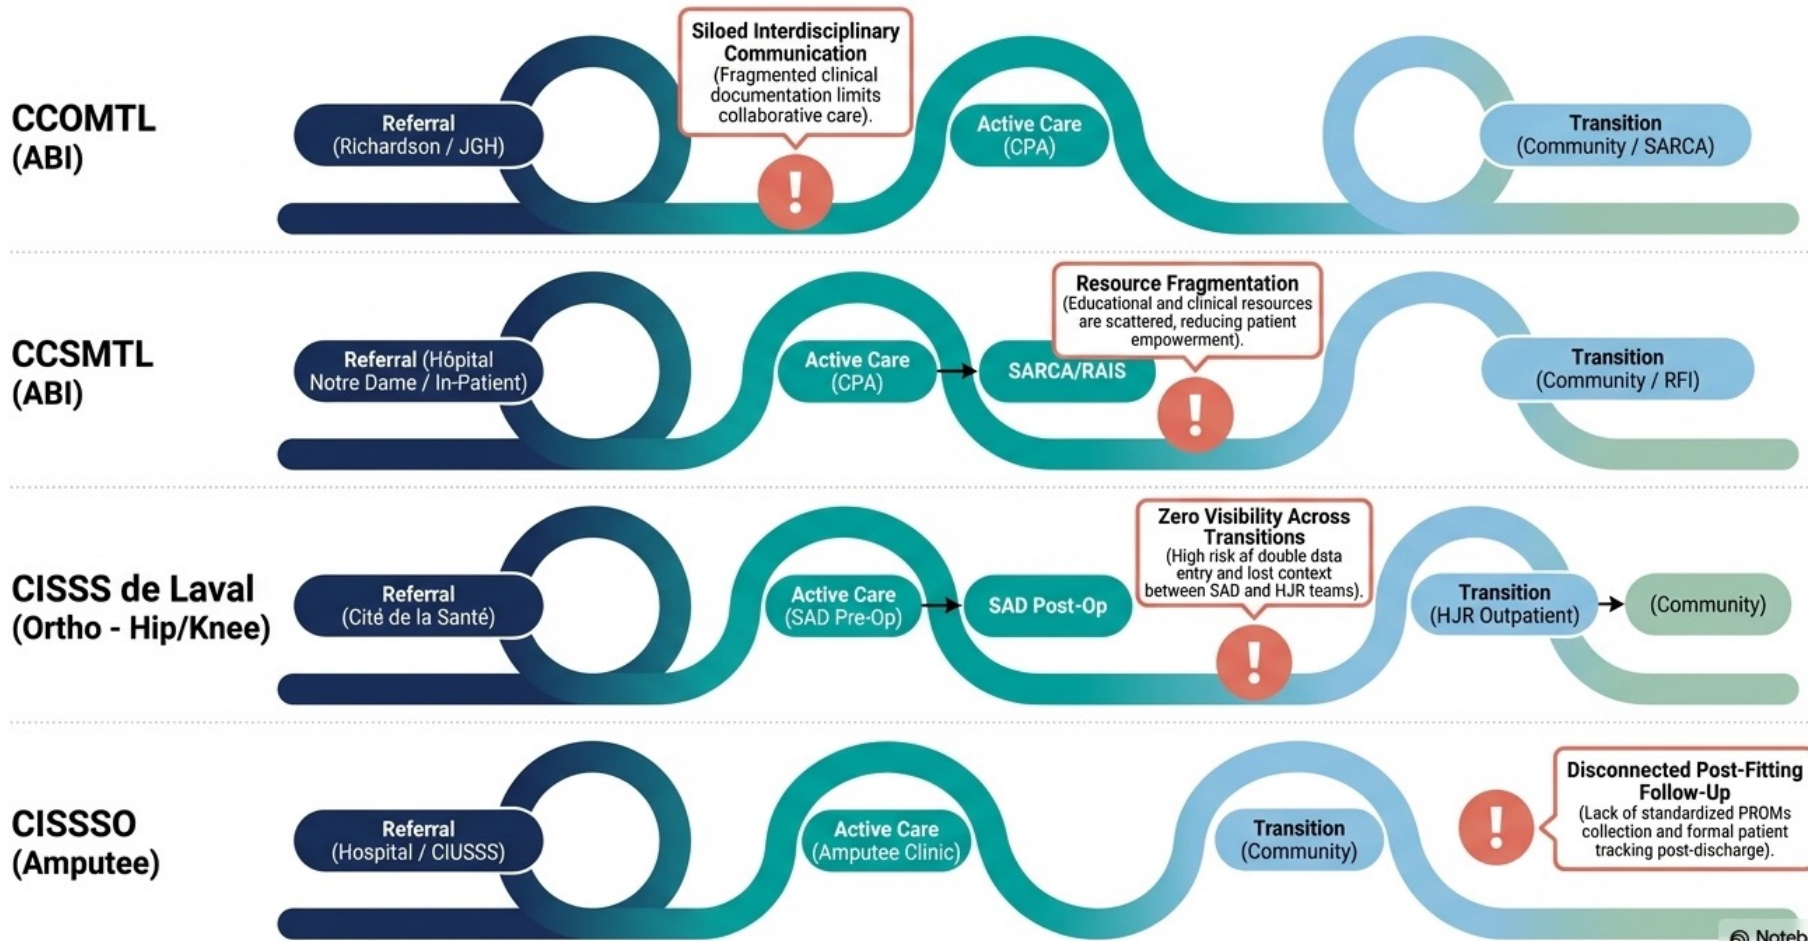 CCOMTL
(ABI)
Referral
(Richardson / JGH)
Siloed Interdisciplinary
Communication
(Fragmented clinical
documentation limits
collaborative care).
!
Active Care
(CPA)
Transition
(Community / SARCA)
CCSMTL
(ABI)
Referral (Hôpital
Notre Dame / In-Patient)
Active Care
(CPA)
SARCA/RAIS
Resource Fragmentation
(Educational and clinical resources
are scattered, reducing patient
empowerment).
!
Transition
(Community / RFI)
CISSS de Laval
(Ortho - Hip/Knee)
Referral
(Cité de la Santé)
Active Care
(SAD Pre-Op)
SAD Post-Op
Zero Visibility Across
Transitions
(High risk af double data
entry and lost context
between SAD and HJR teams).
!
Transition
(HJR Outpatient)
(Community)
CISSSO
(Amputee)
Referral
(Hospital / CIUSSS)
Active Care
(Amputee Clinic)
Transition
(Community)
!
Disconnected Post-Fitting
Follow-Up
(Lack of standardized PROMs
collection and formal patient
tracking post-discharge).